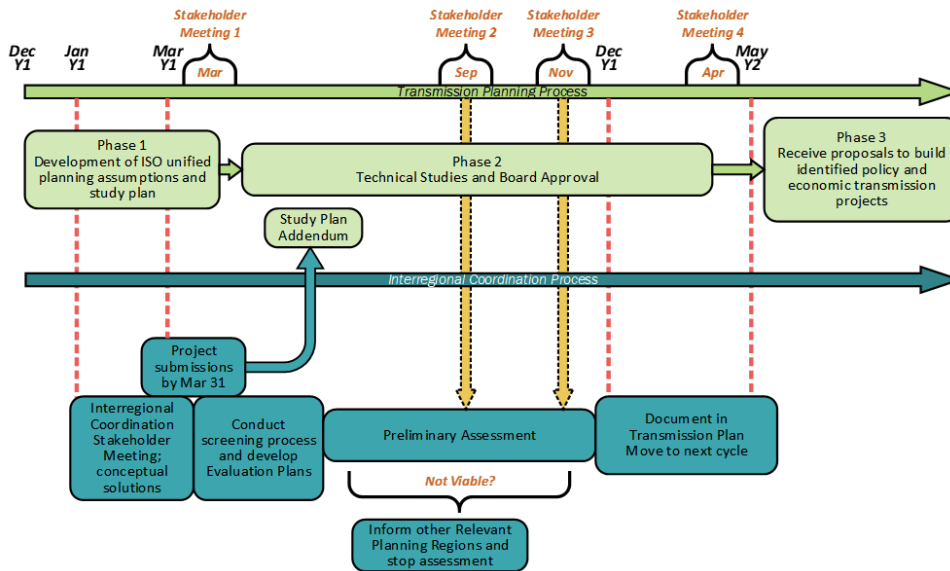 Stakeholder
Meeting 1
Stakeholder
Meeting 2
Stakeholder
Meeting 3
Stakeholder
Meeting 4
Dec
Y1
Jan
Y1
Mar
Y1
Mar
Sep
Nov
Dec
Y1
Apr
May
Y2
Transmission Planning Process
Phase 1
Development of ISO unified
planning assumptions and
study plan
Phase 2
Technical Studies and Board Approval
Phase 3
Receive proposals to build
identified policy and
economic transmission
projects
Study Plan
Addendum
Interregional Coordination Process
Project
submissions
by Mar 31
Interregional
Coordination
Stakeholder
Meeting;
conceptual
solutions
Conduct
screening process
and develop
Evaluation Plans
Preliminary Assessment
Document in
Transmission Plan
Move to next cycle
Not Viable?
Inform other Relevant
Planning Regions and
stop assessment